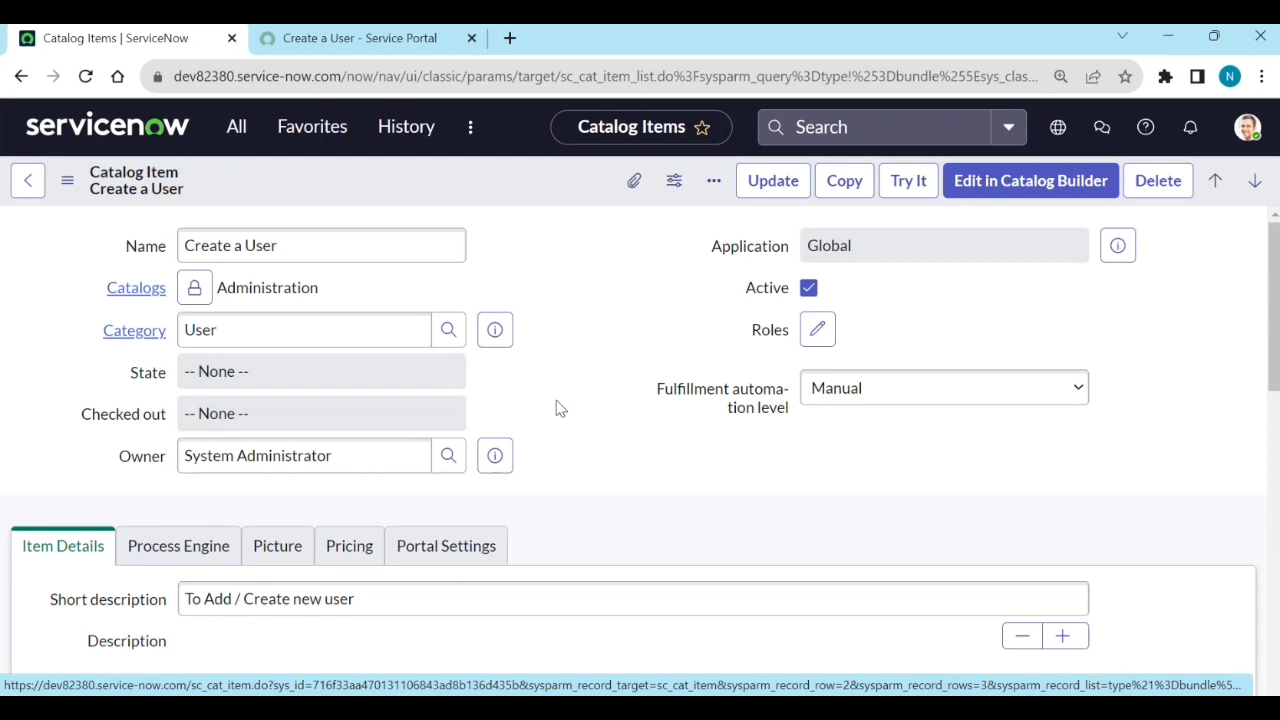 Catalog Items | ServiceNow
Create a User - Service Portal
dev82380.service-now.com/now/nav/ui/classic/params/target/sc_cat_item_list.do%3Fsysparm_query%3Dtype!%253Dbundle%255Esys_clas...
N
servicenow All Favorites History Catalog Items Search
Catalog Item
Create a User
Update Copy Try It Edit in Catalog Builder Delete
Name Create a User Application Global
Catalogs Administration Active
Category User Roles
State -- None --
Fulfillment automa-
tion level Manual
Checked out -- None --
Owner System Administrator
Item Details Process Engine Picture Pricing Portal Settings
Short description To Add / Create new user
Description
https://dev82380.service-now.com/sc_cat_item.do?sys_id=716f33aa470131106843ad8b136d435b&sysparm_record_target=sc_cat_item&sysparm_record_row=2&sysparm_record_rows=3&sysparm_record_list=type%21%3Dbundle%5...